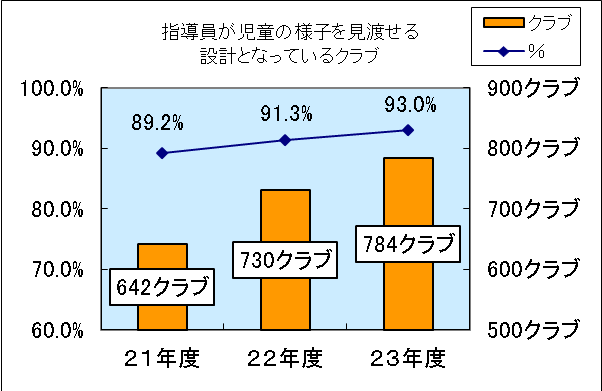 指導員が児童の様子を見渡せる
設計となっているクラブ
クラブ
%
100.0%
90.0%
80.0%
70.0%
60.0%
89.2%
91.3%
93.0%
642クラブ
730クラブ
784クラブ
900クラブ
800クラブ
700クラブ
600クラブ
500クラブ
21年度
22年度
23年度